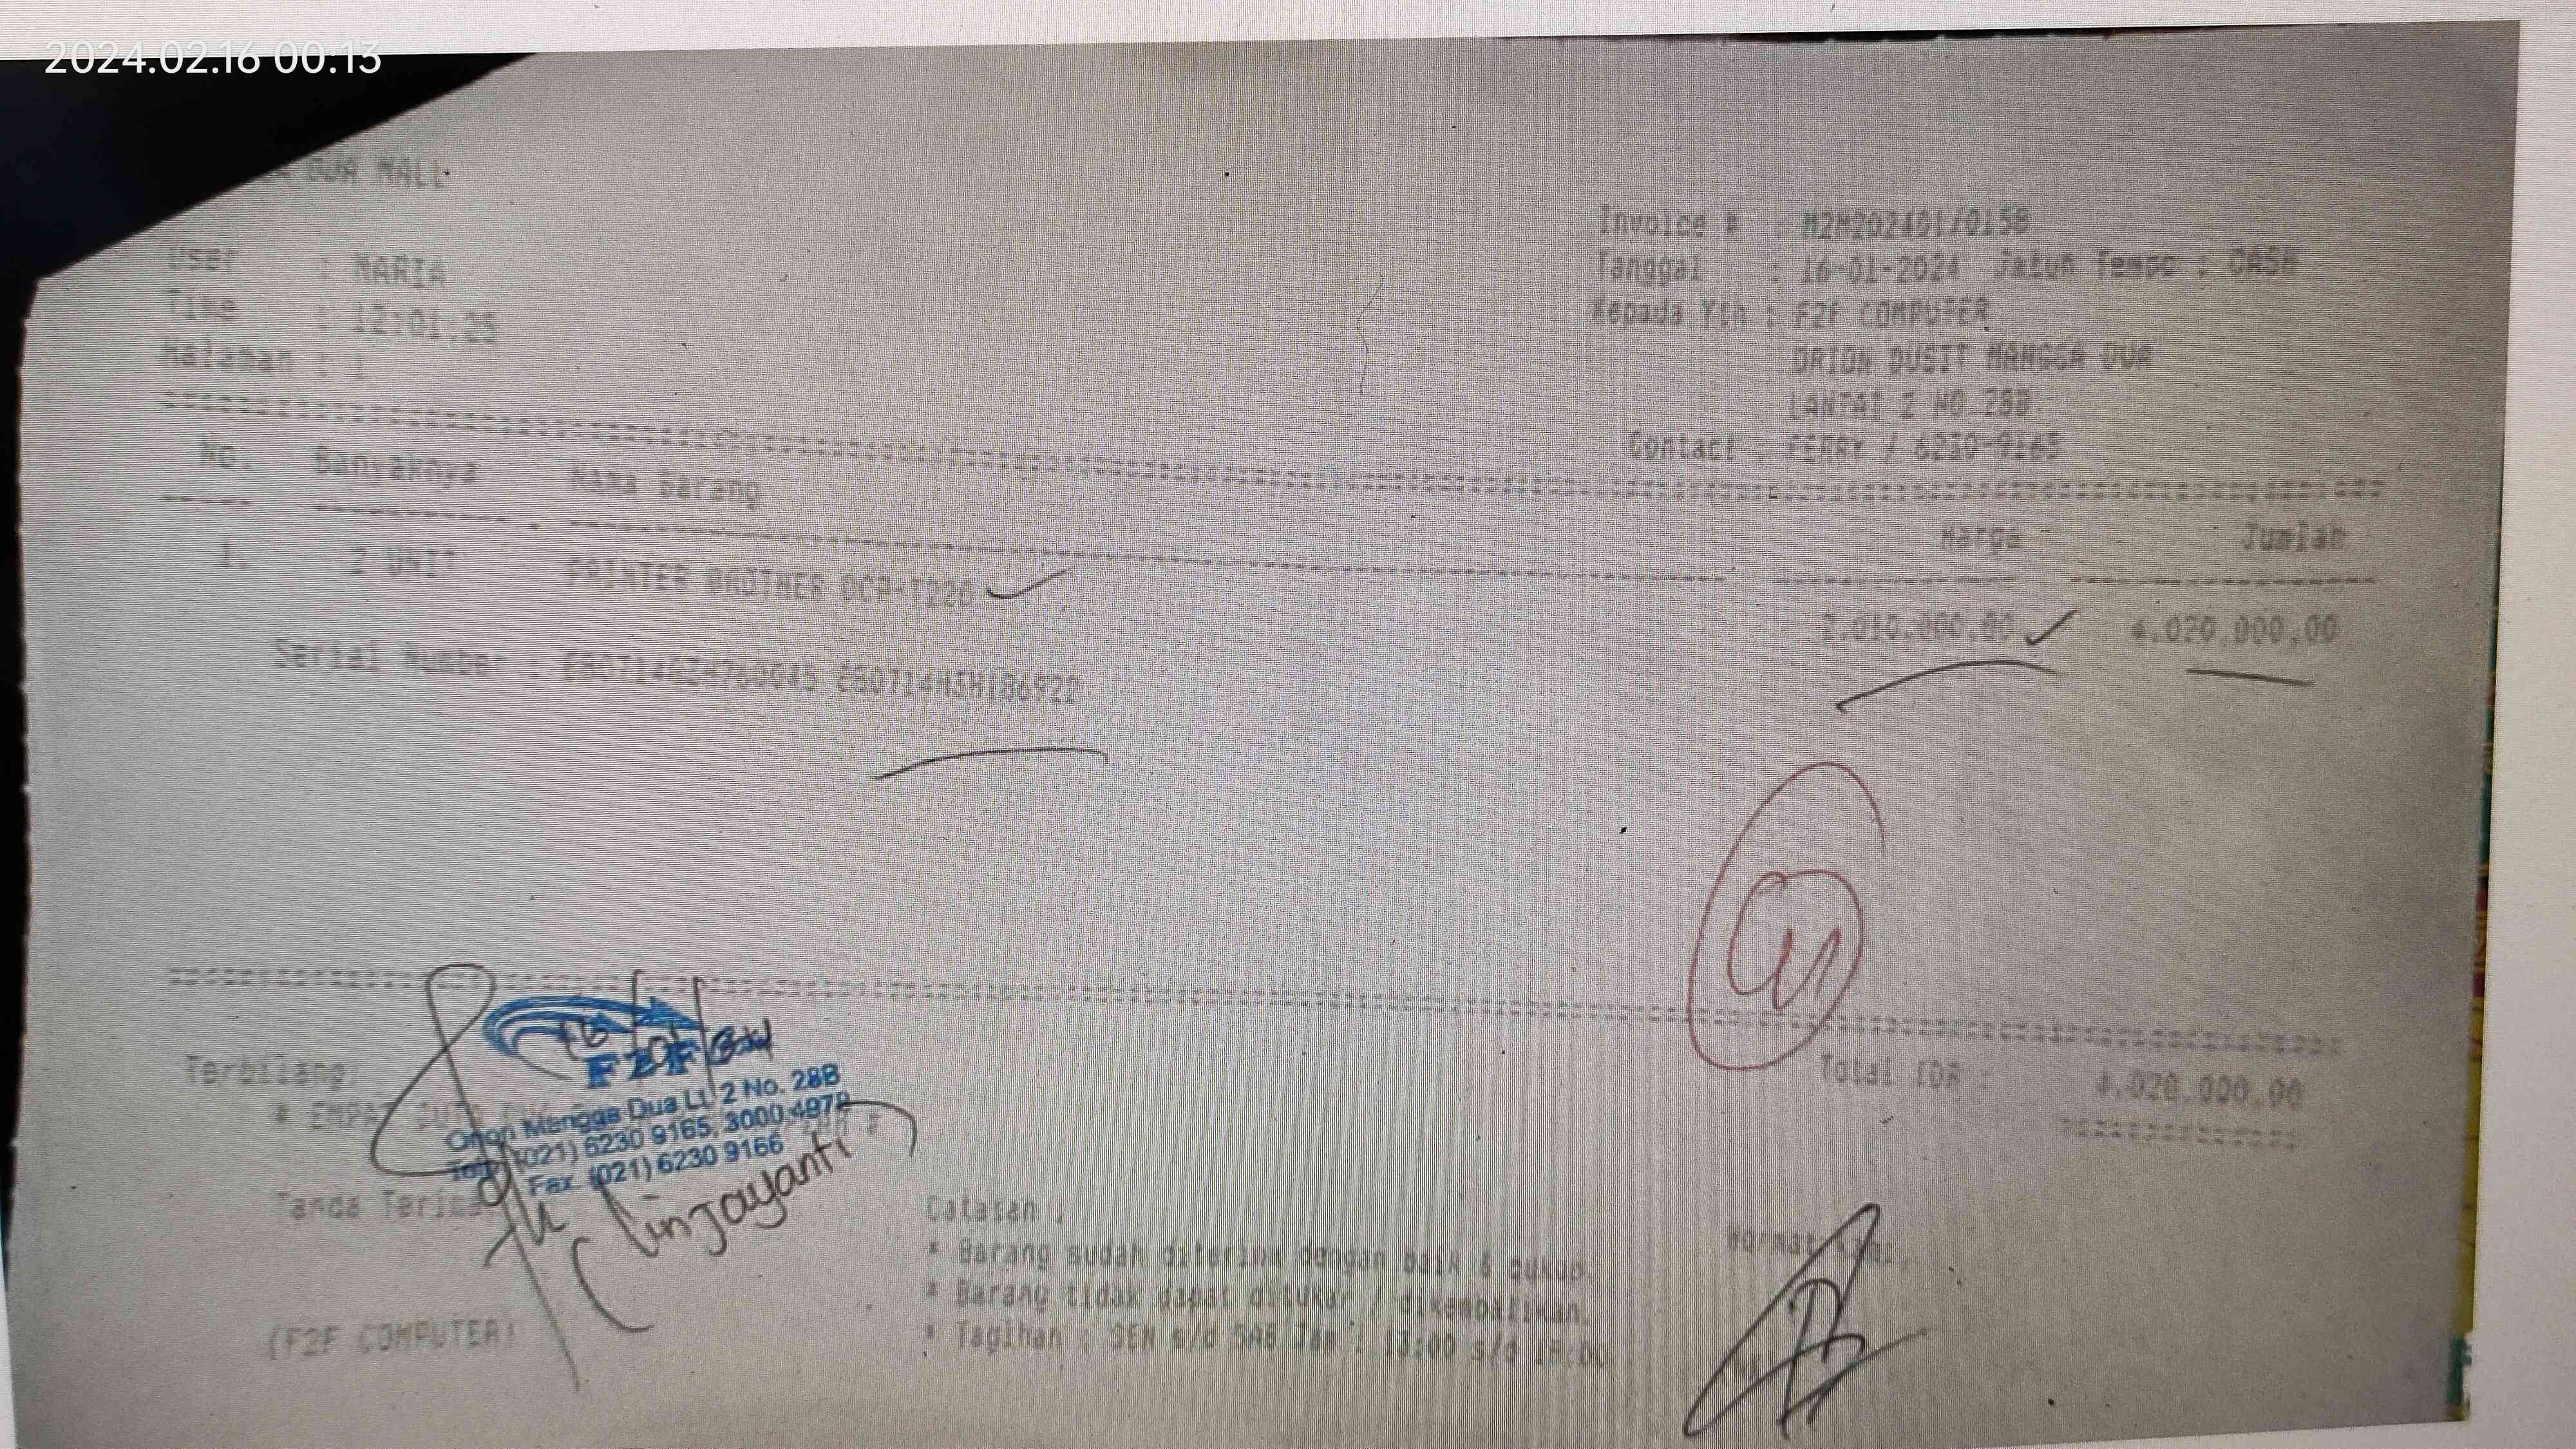 2024.02.16 00:13
DUA MALL
User : MARIA
Time : 12:01:25
Halaman : 1
Invoice # : M2M202401/0158
Tanggal : 16-01-2024 Jatuh Tempo : CASH
Kepada Yth : F2F COMPUTER
ORION DUSIT MANGGA DUA
LANTAI 2 NO.28B
Contact : FERRY / 6230-9165
No. Banyaknya Nama Barang Harga Jumlah
1. 2 UNIT PRINTER BROTHER DCP-T220 2.010.000,00 4.020.000,00
Serial Number :
Total IDR : 4.020.000,00
Terbilang:
# EMPAT JUTA
F2F
Orion Mangga Dua Lt. 2 No. 28B
Telp. (021) 6230 9165, 3000 4979
Fax. (021) 6230 9166
Linjayanti
Tanda Terima
(F2F COMPUTER)
Catatan :
* Barang sudah diterima dengan baik & cukup.
* Barang tidak dapat ditukar / dikembalikan.
* Tagihan : SEN s/d SAB Jam : 13:00 s/d 18:00
Hormat